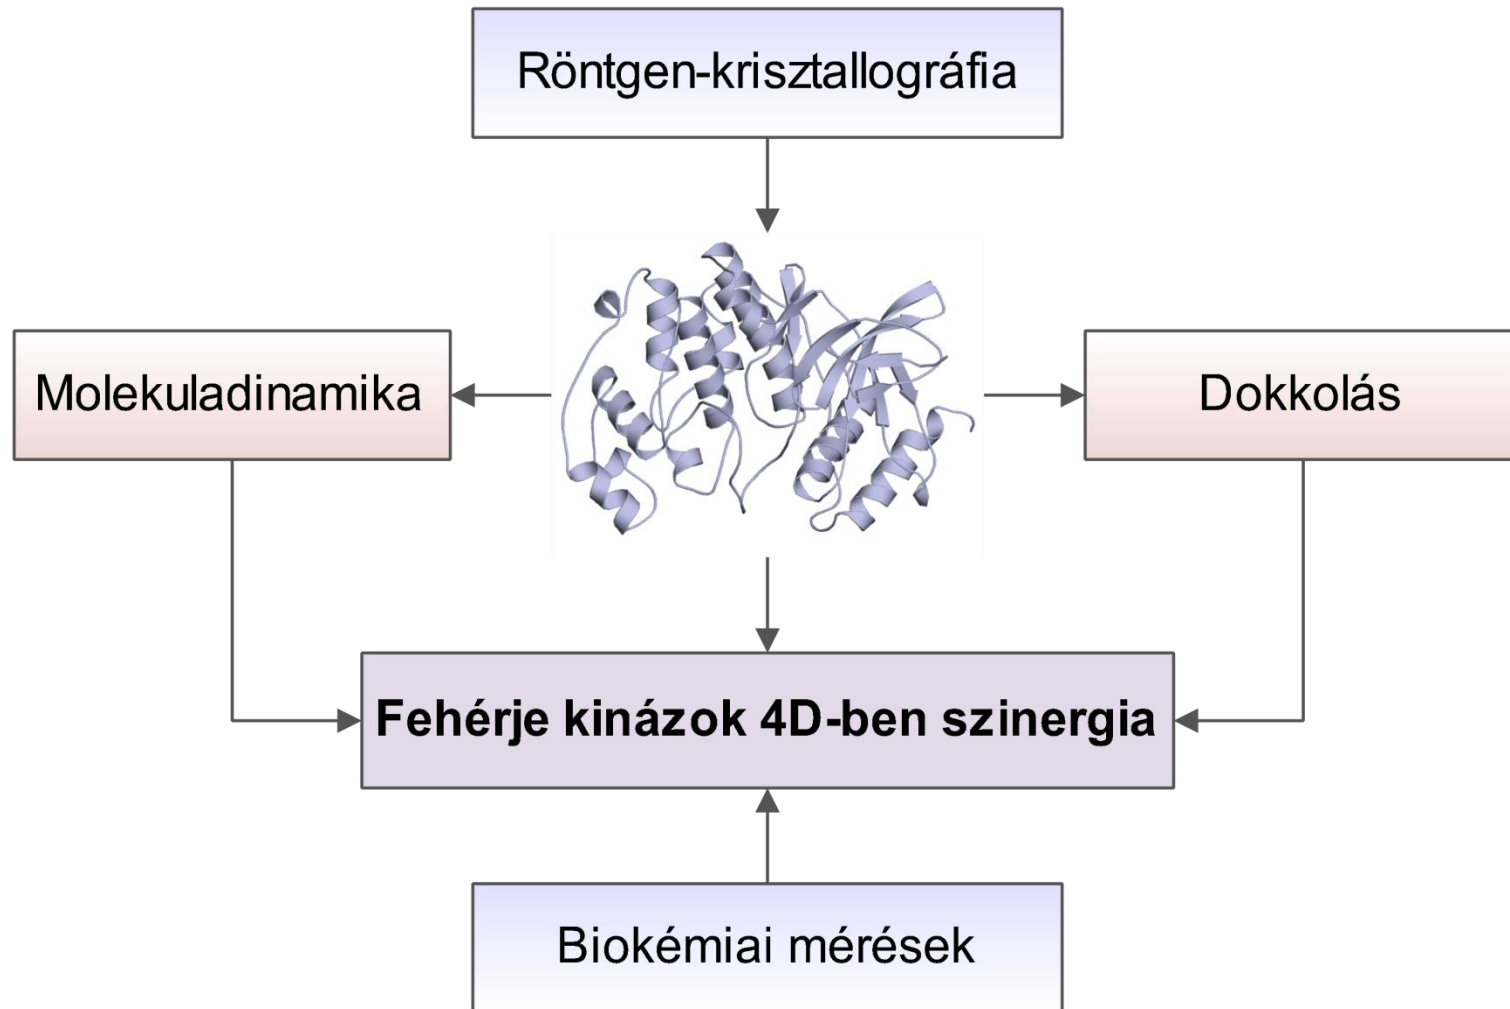 Röntgen-krisztallográfia
Molekuladinamika
Dokkolás
Fehérje kinázok 4D-ben szinergia
Biokémiai mérések